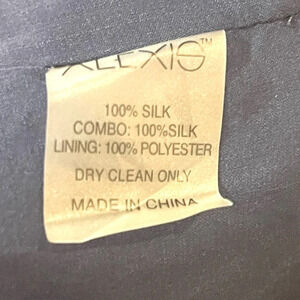 ALEXIS™
100% SILK
COMBO: 100%SILK
LINING: 100% POLYESTER
DRY CLEAN ONLY
MADE IN CHINA